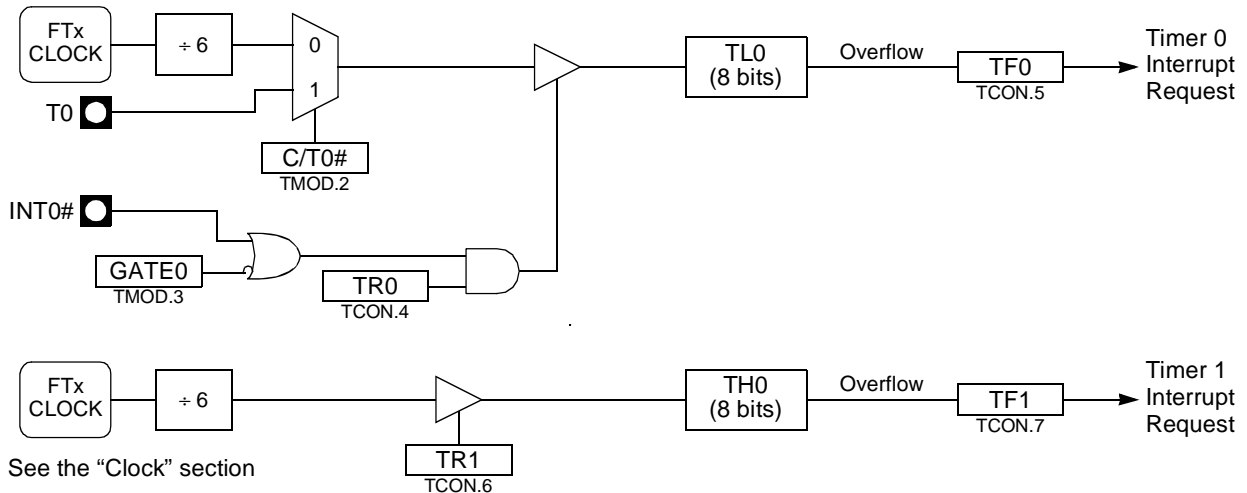 FTx
CLOCK
÷ 6
0
1
T0
C/T0#
TMOD.2
TL0
(8 bits)
Overflow
TF0
TCON.5
Timer 0
Interrupt
Request
INT0#
GATE0
TMOD.3
TR0
TCON.4
FTx
CLOCK
÷ 6
TR1
TCON.6
TH0
(8 bits)
Overflow
TF1
TCON.7
Timer 1
Interrupt
Request
See the “Clock” section